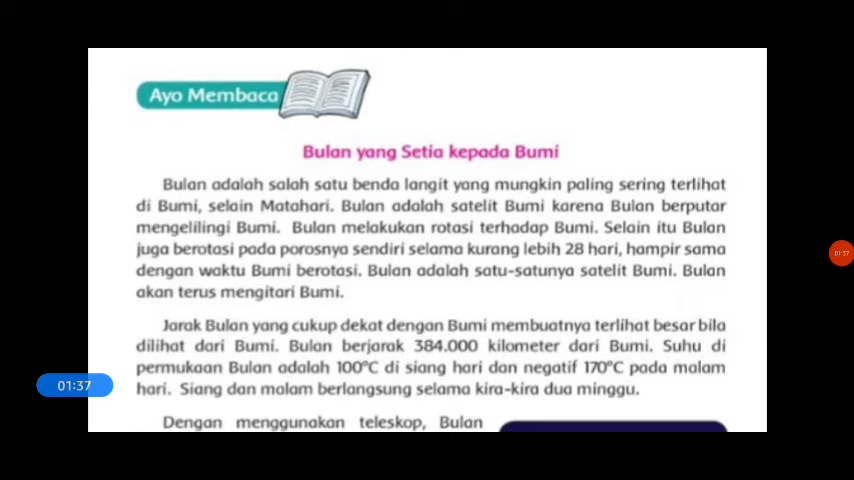 Ayo Membaca
Bulan yang Setia kepada Bumi
Bulan adalah salah satu benda langit yang mungkin paling sering terlihat
di Bumi, selain Matahari. Bulan adalah satelit Bumi karena Bulan berputar
mengelilingi Bumi. Bulan melakukan rotasi terhadap Bumi. Selain itu Bulan
juga berotasi pada porosnya sendiri selama kurang lebih 28 hari, hampir sama
dengan waktu Bumi berotasi. Bulan adalah satu-satunya satelit Bumi. Bulan
akan terus mengitari Bumi.
Jarak Bulan yang cukup dekat dengan Bumi membuatnya terlihat besar bila
dilihat dari Bumi. Bulan berjarak 384.000 kilometer dari Bumi. Suhu di
permukaan Bulan adalah 100°C di siang hari dan negatif 170°C pada malam
hari. Siang dan malam berlangsung selama kira-kira dua minggu.
Dengan menggunakan teleskop, Bulan
01:37
01:37